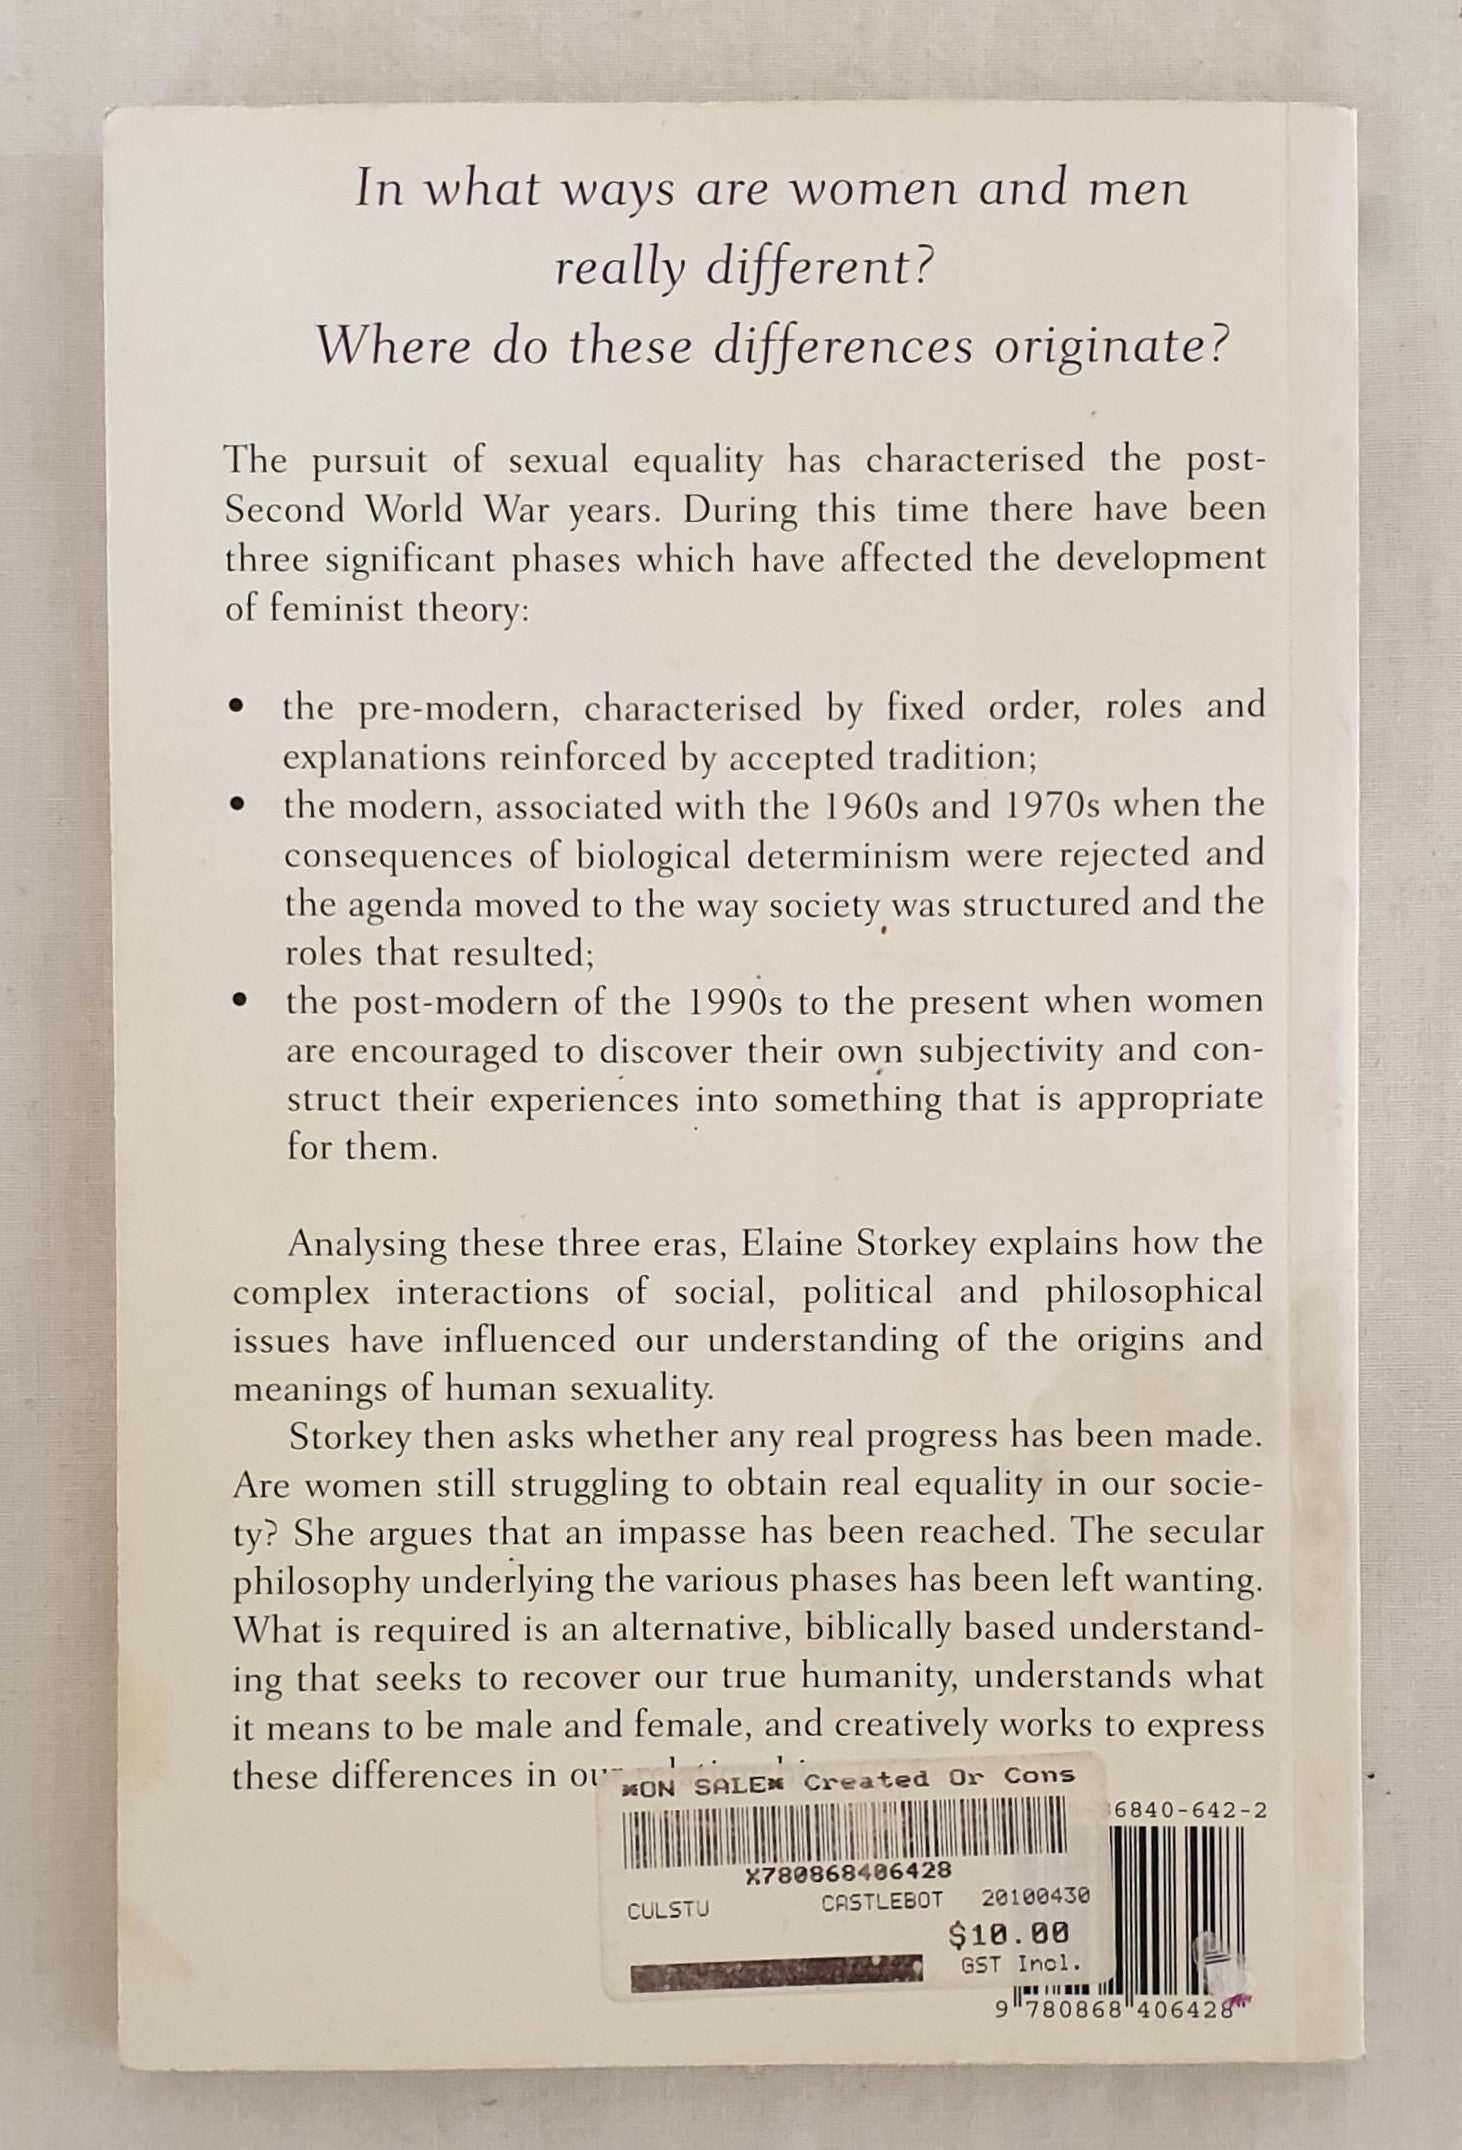 In what ways are women and men
really different?
Where do these differences originate?
The pursuit of sexual equality has characterised the post-
Second World War years. During this time there have been
three significant phases which have affected the development
of feminist theory:
• the pre-modern, characterised by fixed order, roles and
explanations reinforced by accepted tradition;
• the modern, associated with the 1960s and 1970s when the
consequences of biological determinism were rejected and
the agenda moved to the way society was structured and the
roles that resulted;
• the post-modern of the 1990s to the present when women
are encouraged to discover their own subjectivity and con-
struct their experiences into something that is appropriate
for them.
Analysing these three eras, Elaine Storkey explains how the
complex interactions of social, political and philosophical
issues have influenced our understanding of the origins and
meanings of human sexuality.
Storkey then asks whether any real progress has been made.
Are women still struggling to obtain real equality in our socie-
ty? She argues that an impasse has been reached. The secular
philosophy underlying the various phases has been left wanting.
What is required is an alternative, biblically based understand-
ing that seeks to recover our true humanity, understands what
it means to be male and female, and creatively works to express
these differences in
*ON SALE* Created Or Cons
6840-642-2
X780868406428
CULSTU CASTLEBOT 20100430
$10.00
GST Incl.
9 780868 406428